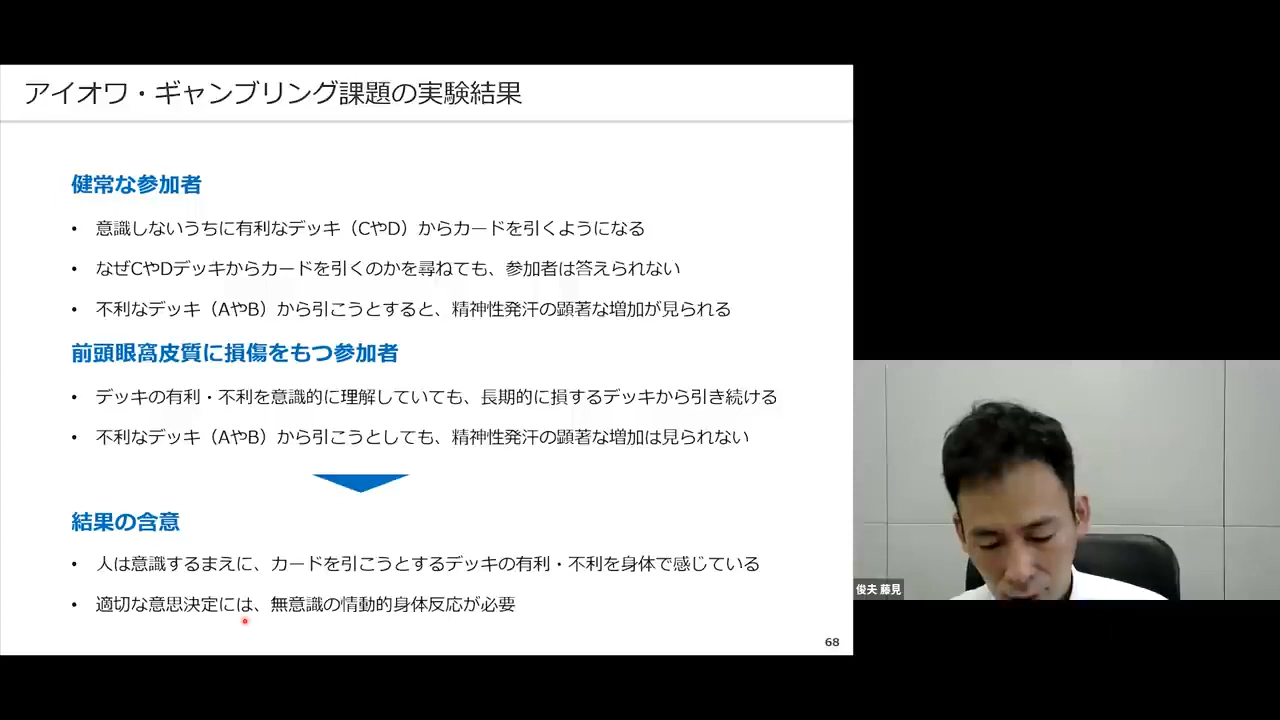 アイオワ・ギャンブリング課題の実験結果
健常な参加者
• 意識しないうちに有利なデッキ（CやD）からカードを引くようになる
• なぜCやDデッキからカードを引くのかを尋ねても、参加者は答えられない
• 不利なデッキ（AやB）から引こうとすると、精神性発汗の顕著な増加が見られる
前頭眼窩皮質に損傷をもつ参加者
• デッキの有利・不利を意識的に理解していても、長期的に損するデッキから引き続ける
• 不利なデッキ（AやB）から引こうとしても、精神性発汗の顕著な増加は見られない
結果の含意
• 人は意識するまえに、カードを引こうとするデッキの有利・不利を身体で感じている
• 適切な意思決定には、無意識の情動的身体反応が必要
68
俊夫 藤見